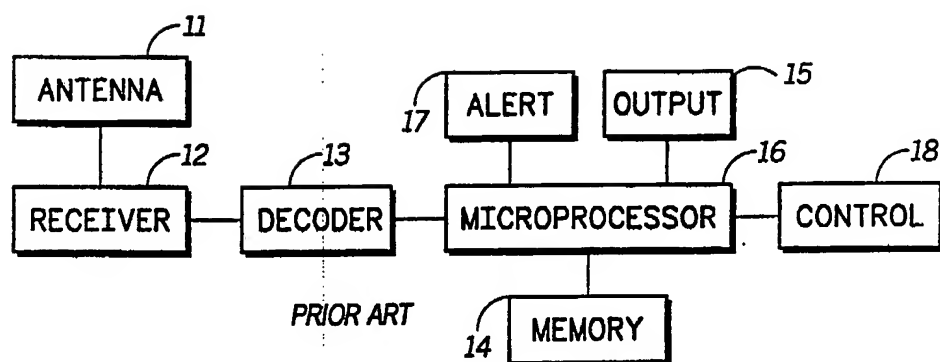 11
ANTENNA
17
ALERT
15
OUTPUT
12
RECEIVER
13
DECODER
16
MICROPROCESSOR
18
CONTROL
PRIOR ART
14
MEMORY